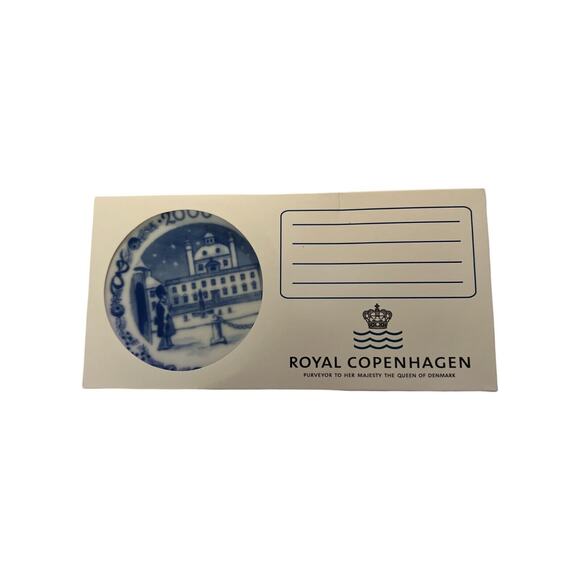 ROYAL COPENHAGEN
PURVEYOR TO HER MAJESTY THE QUEEN OF DENMARK